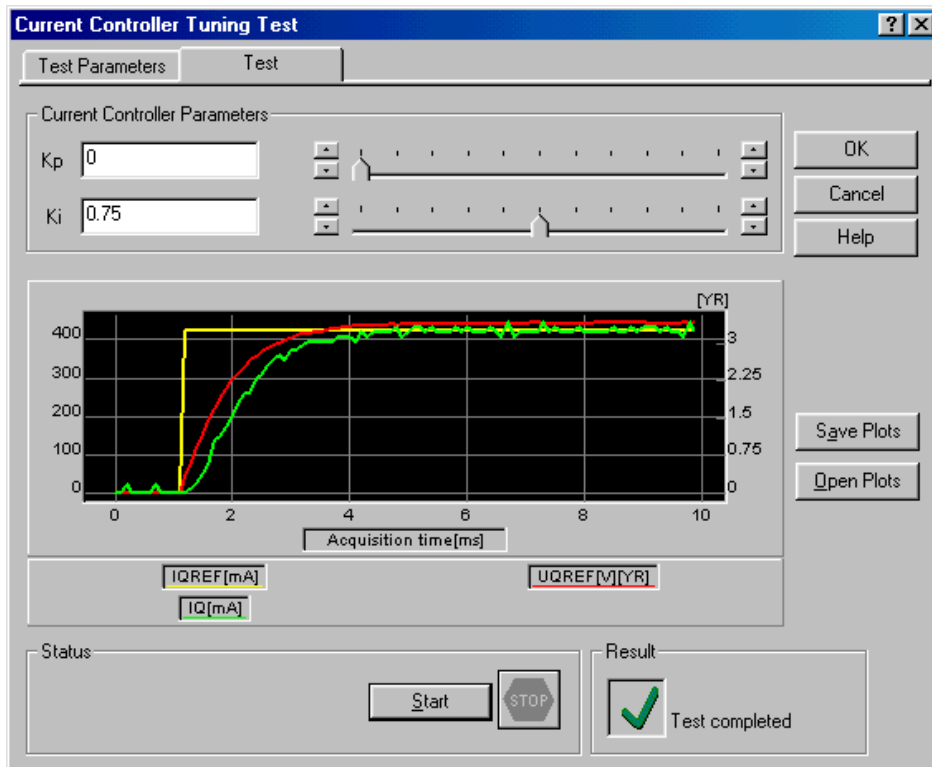 Current Controller Tuning Test
Test Parameters
Test
Current Controller Parameters
Kp
0
Ki
0.75
OK
Cancel
Help
[YR]
400
300
200
100
0
3
2.25
1.5
0.75
0
0 2 4 6 8 10
Acquisition time[ms]
IQREF[mA]
UQREF[V][YR]
IQ[mA]
Save Plots
Open Plots
Status
Start
STOP
Result
Test completed